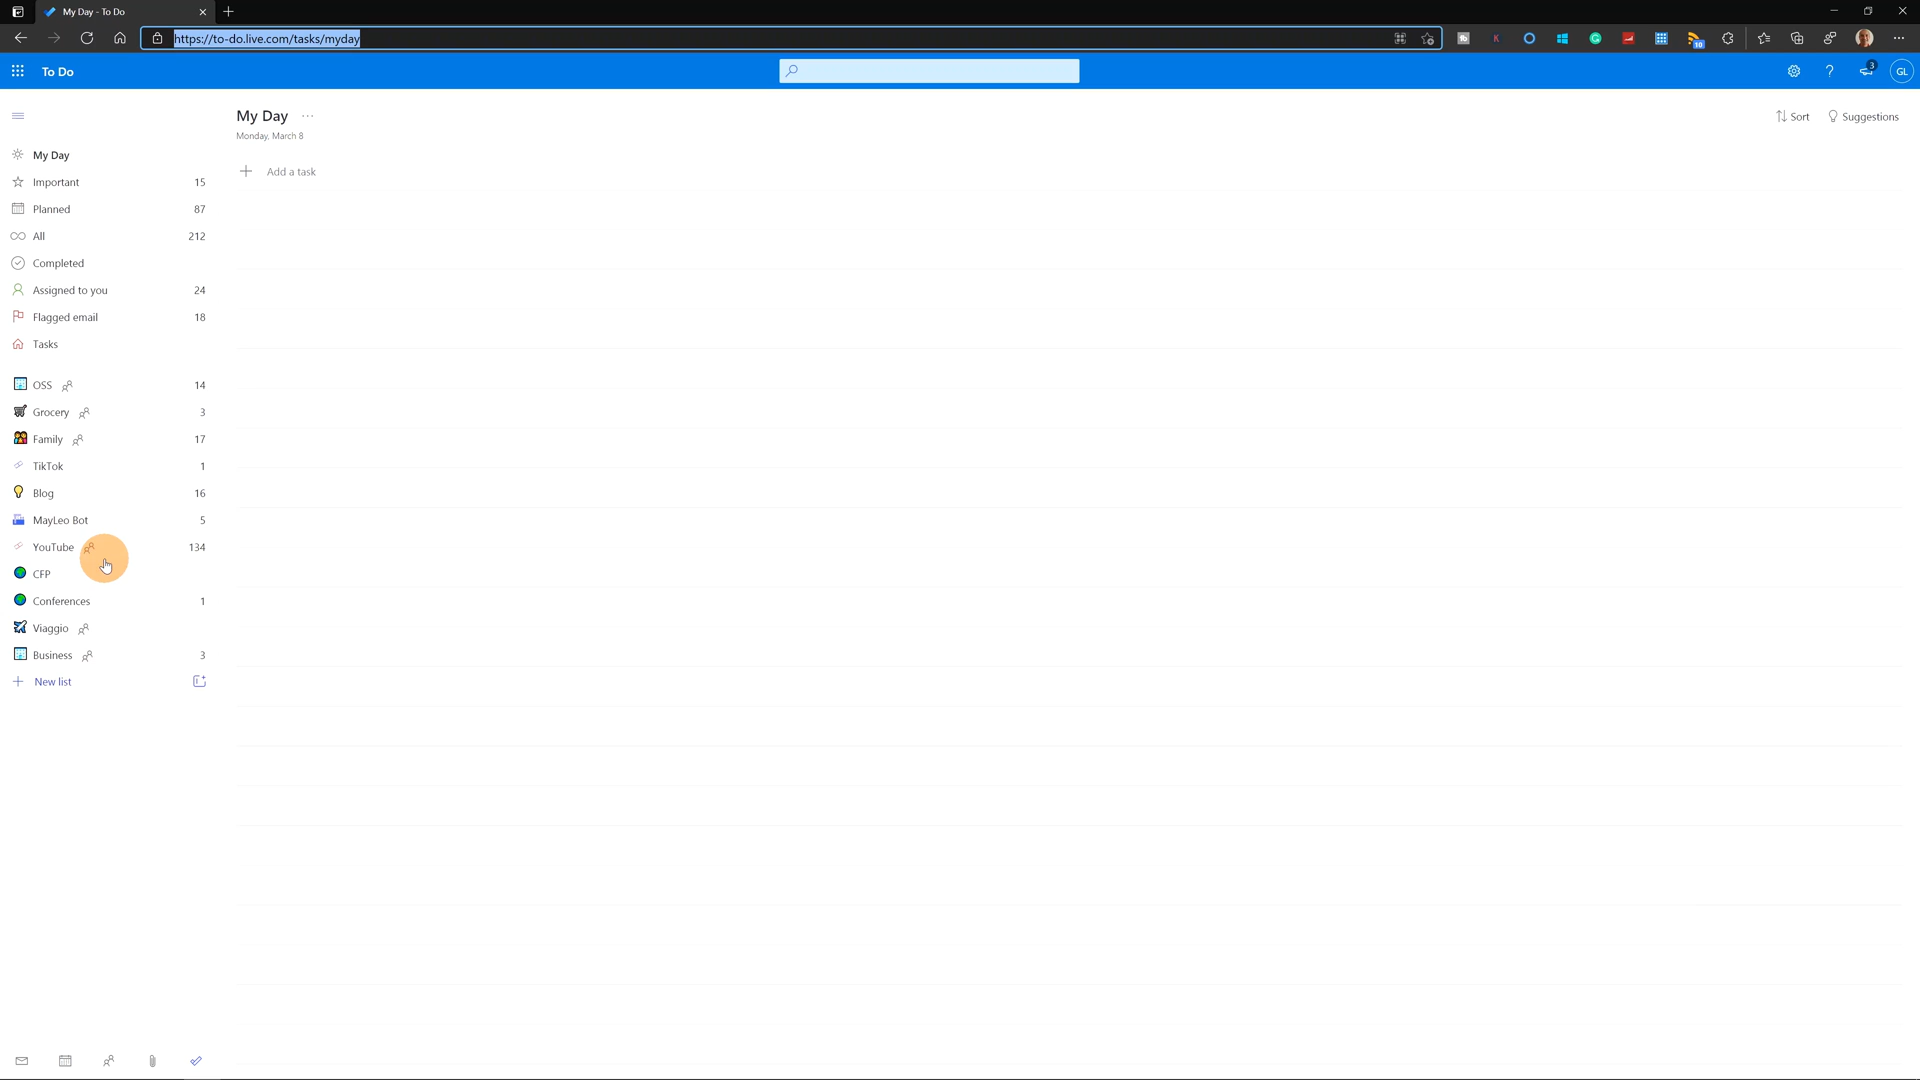 My Day - To Do
https://to-do.live.com/tasks/myday
10
To Do
3
GL
My Day ...
Sort
Suggestions
Monday, March 8
Add a task
My Day
Important 15
Planned 87
All 212
Completed
Assigned to you 24
Flagged email 18
Tasks
OSS 14
Grocery 3
Family 17
TikTok 1
Blog 16
MayLeo Bot 5
YouTube 134
CFP
Conferences 1
Viaggio
Business 3
New list